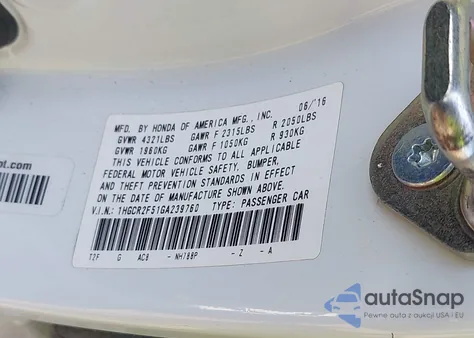 MFD. BY HONDA OF AMERICA MFG., INC. 06/'16
GVWR 4321LBS GAWR F 2315LBS R 2050LBS
GVWR 1960KG GAWR F 1050KG R 930KG
THIS VEHICLE CONFORMS TO ALL APPLICABLE
FEDERAL MOTOR VEHICLE SAFETY, BUMPER,
AND THEFT PREVENTION STANDARDS IN EFFECT
ON THE DATE OF MANUFACTURE SHOWN ABOVE.
V.I.N.: 1HGCR2F51GA239760 TYPE: PASSENGER CAR
T2F G AC8 - NH788P - Z - A
pt.com
autaSnap
Pewne auta z aukcji USA i EU